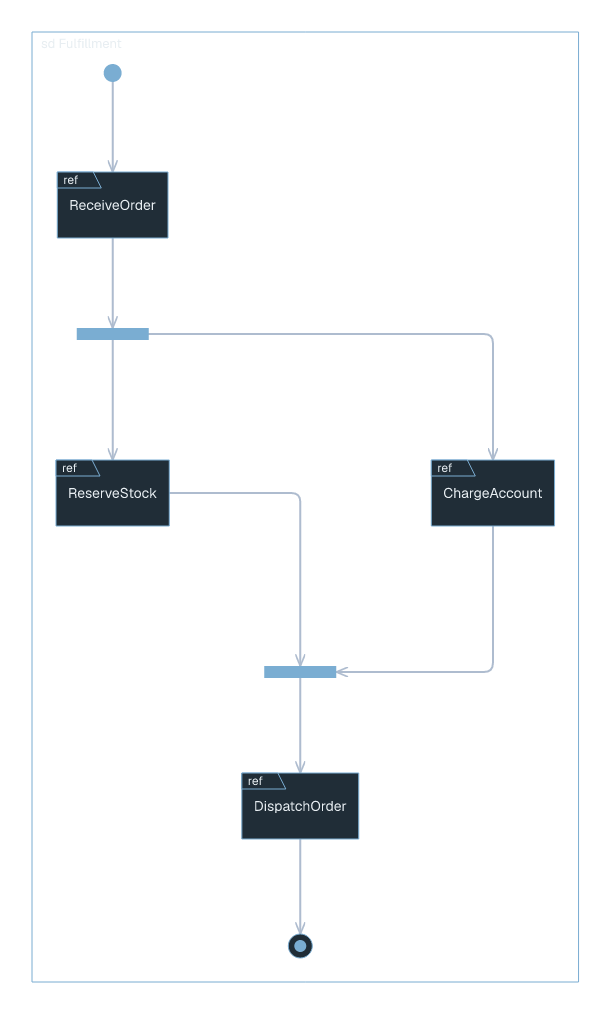 sd Fulfillment
ref
ReceiveOrder
ref
ReserveStock
ref
ChargeAccount
ref
DispatchOrder